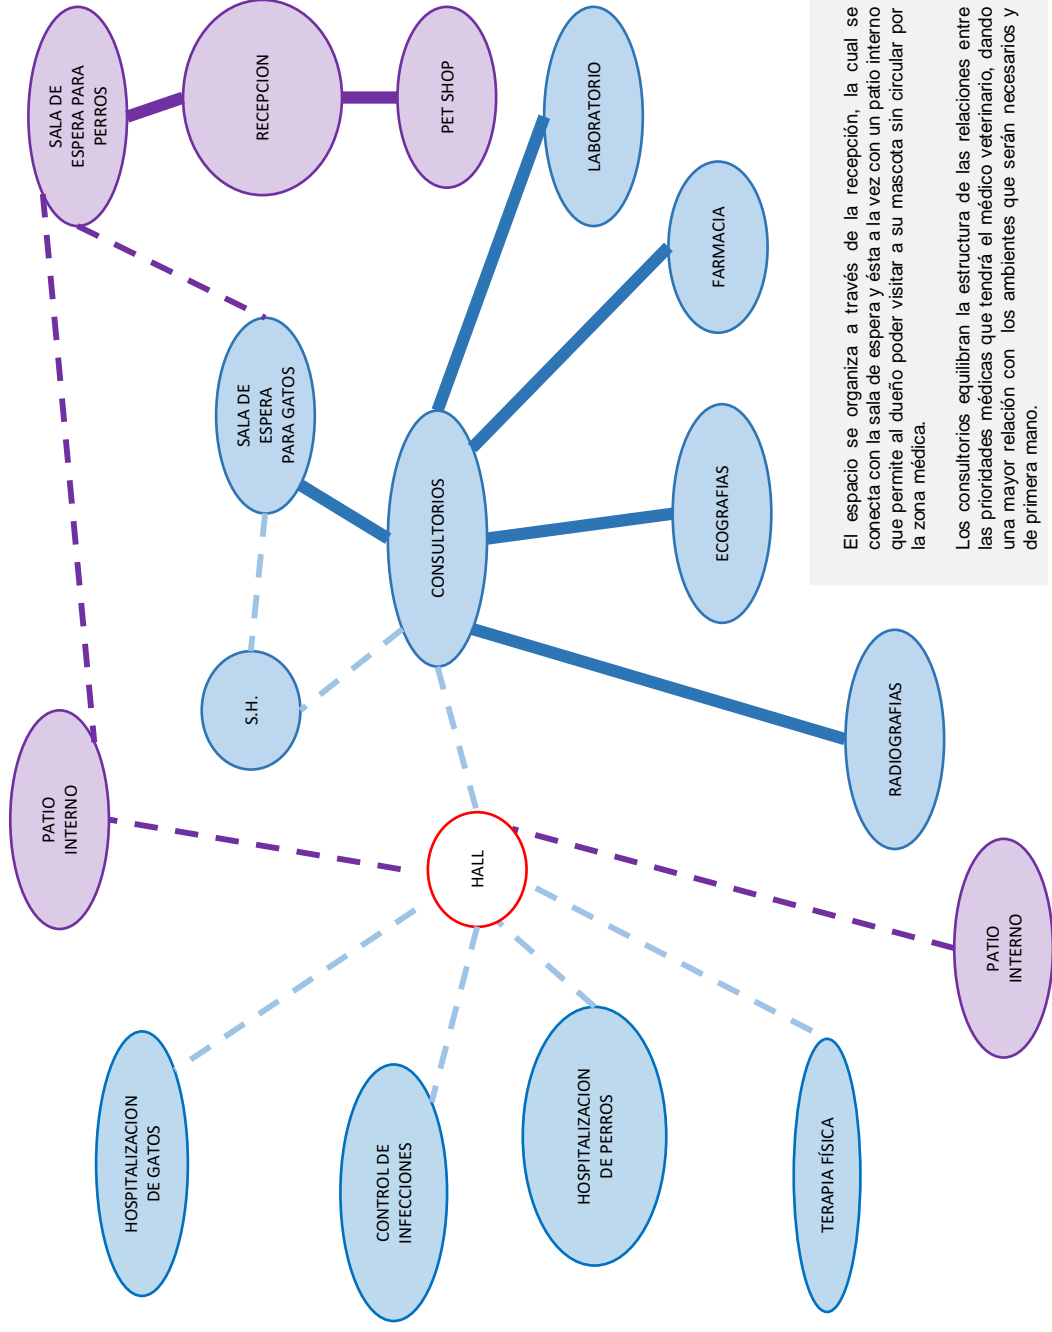 PATIO
INTERNO
SALA DE
ESPERA PARA
PERROS
HOSPITALIZACION
DE GATOS
S.H.
SALA DE
ESPERA
PARA GATOS
RECEPCION
CONTROL DE
INFECCIONES
HALL
CONSULTORIOS
PET SHOP
HOSPITALIZACION
DE PERROS
LABORATORIO
ECOGRAFIAS
FARMACIA
TERAPIA FÍSICA
RADIOGRAFIAS
PATIO
INTERNO
El espacio se organiza a través de la recepción, la cual se
conecta con la sala de espera y ésta a la vez con un patio interno
que permite al dueño poder visitar a su mascota sin circular por
la zona médica.
Los consultorios equilibran la estructura de las relaciones entre
las prioridades médicas que tendrá el médico veterinario, dando
una mayor relación con los ambientes que serán necesarios y
de primera mano.